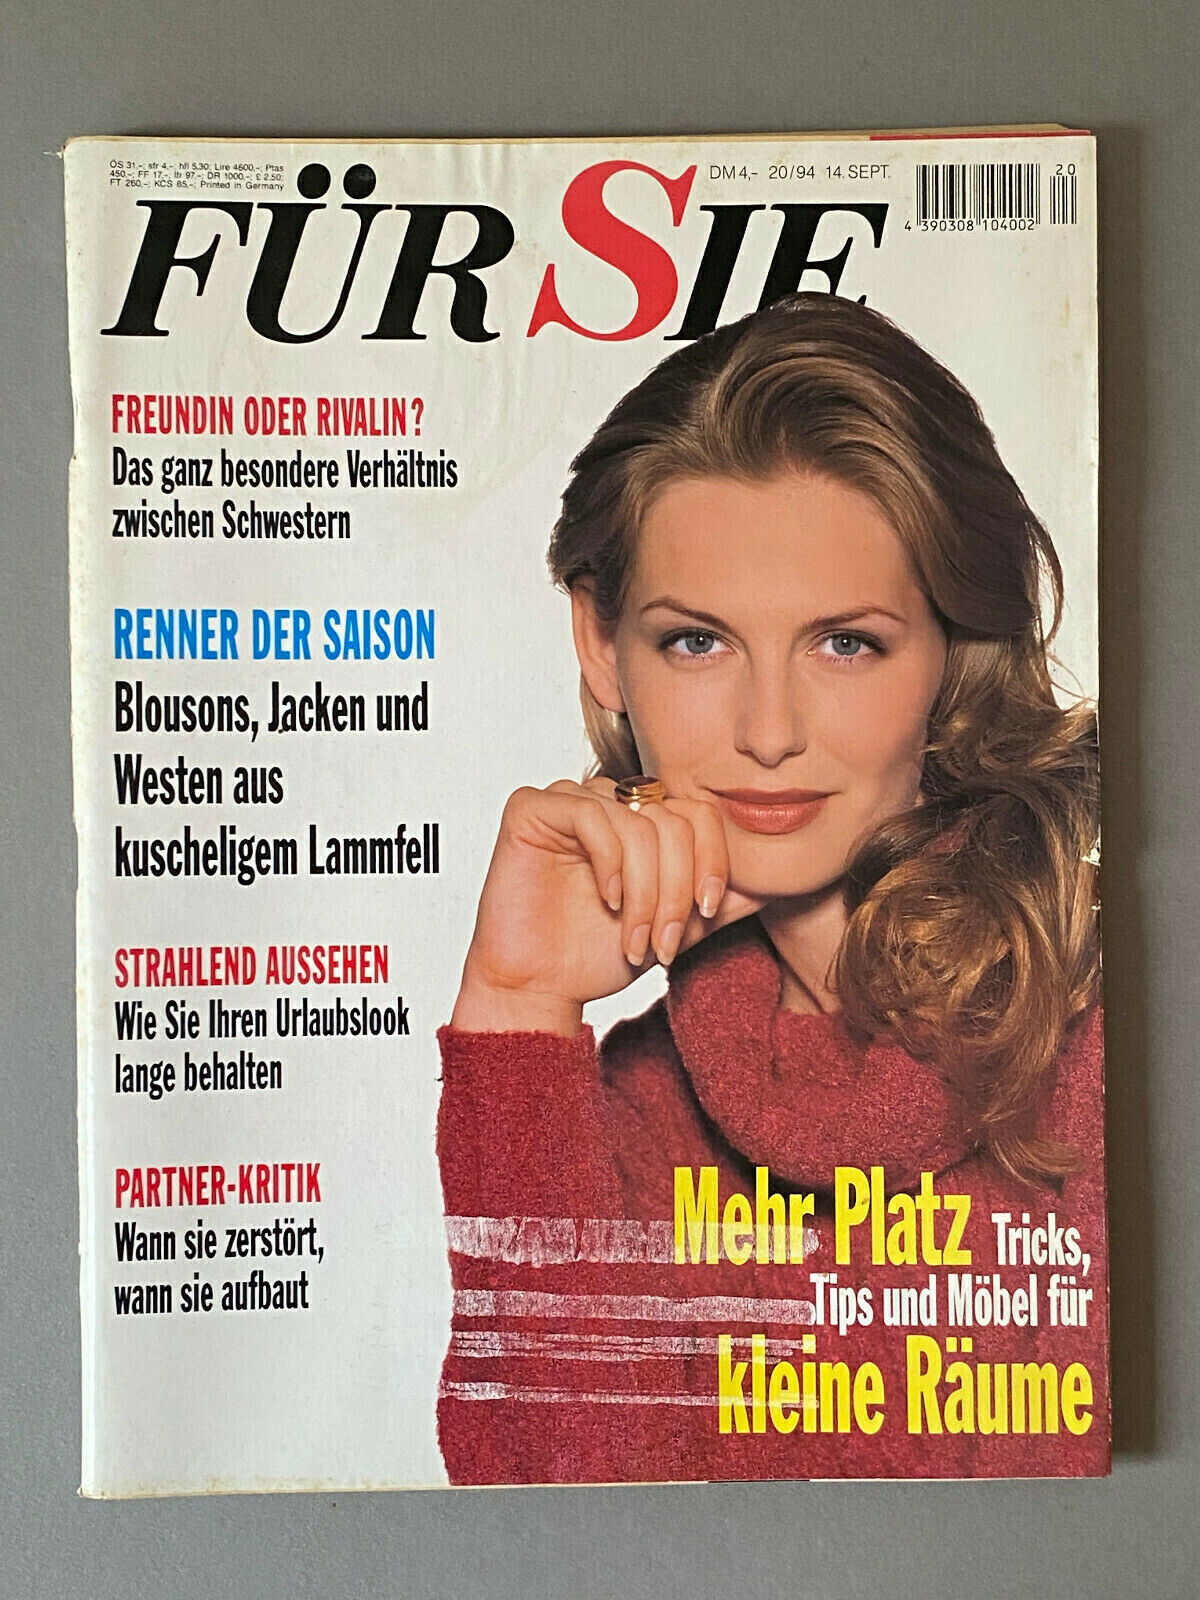 ÖS 31,-; sfr 4,-; hfl 5.30; Lire 4600,-; Ptas
450,-; FF 17,-; lfr 97,-; DR 1000,-; £ 2.50;
FT 260,-; KCS 65,-; Printed in Germany
DM 4,- 20/94 14. SEPT.
20
4 390308 104002
FÜR SIE
FREUNDIN ODER RIVALIN?
Das ganz besondere Verhältnis
zwischen Schwestern
RENNER DER SAISON
Blousons, Jacken und
Westen aus
kuscheligem Lammfell
STRAHLEND AUSSEHEN
Wie Sie Ihren Urlaubslook
lange behalten
PARTNER-KRITIK
Wann sie zerstört,
wann sie aufbaut
Mehr Platz Tricks,
Tips und Möbel für
kleine Räume